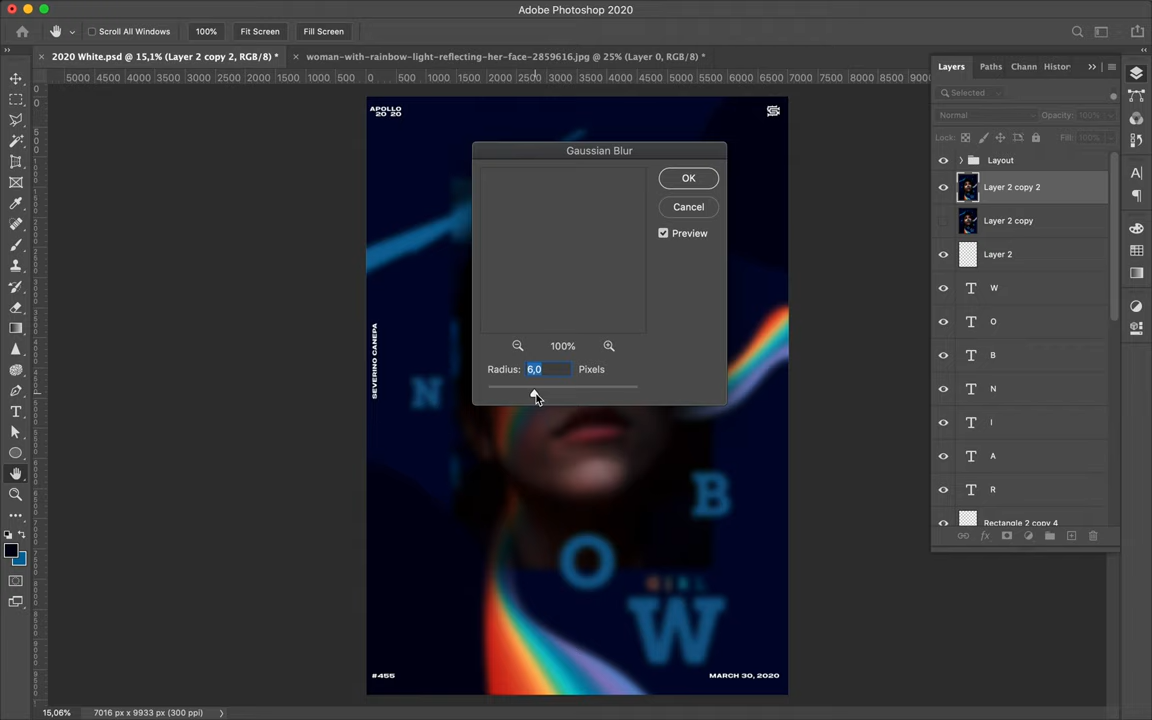 Adobe Photoshop 2020
Scroll All Windows 100% Fit Screen Fill Screen
2020 White.psd @ 15,1% (Layer 2 copy 2, RGB/8) * woman-with-rainbow-light-reflecting-her-face-2859616.jpg @ 25% (Layer 0, RGB/8) *
5000 4500 4000 3500 3000 2500 2000 1500 1000 500 0 500 1000 1500 2000 2500 3000 3500 4000 4500 5000 5500 6000 6500 7000 7500 8000 8500 9000
APOLLO
20 20
SEVERINO CANEPA
N
B
O
GIRL
W
#455
MARCH 30, 2020
Gaussian Blur
OK
Cancel
Preview
100%
Radius: 6,0 Pixels
Layers Paths Chann Histor
Selected
Normal Opacity: 100%
Lock: Fill: 100%
Layout
Layer 2 copy 2
Layer 2 copy
Layer 2
T W
T O
T B
T N
T I
T A
T R
Rectangle 2 copy 4
15,06% 7016 px x 9933 px (300 ppi)